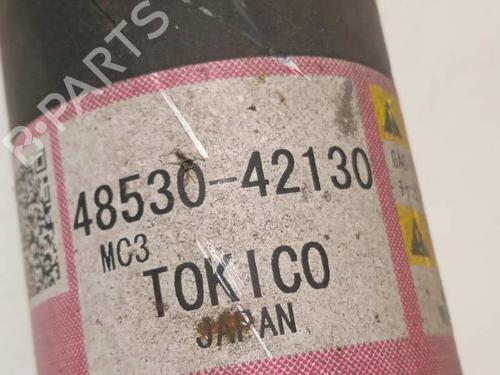 B-PARTS
48530-42130
MC3
TOKICO
JAPAN